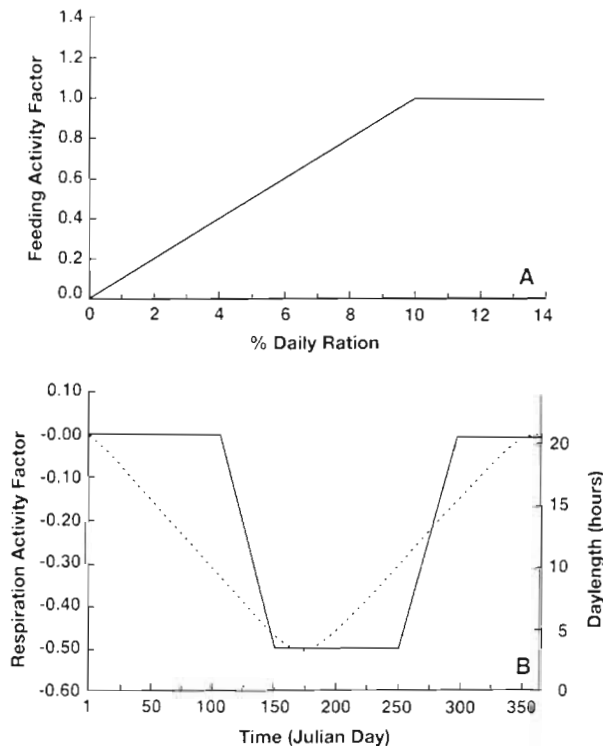 1.4
1.2
1.0
0.8
0.6
0.4
0.2
0.0
Feeding Activity Factor
A
0 2 4 6 8 10 12 14
% Daily Ration
0.10
-0.00
-0.10
-0.20
-0.30
-0.40
-0.50
-0.60
Respiration Activity Factor
20
15
10
5
0
Daylength (hours)
B
1 50 100 150 200 250 300 350
Time (Julian Day)